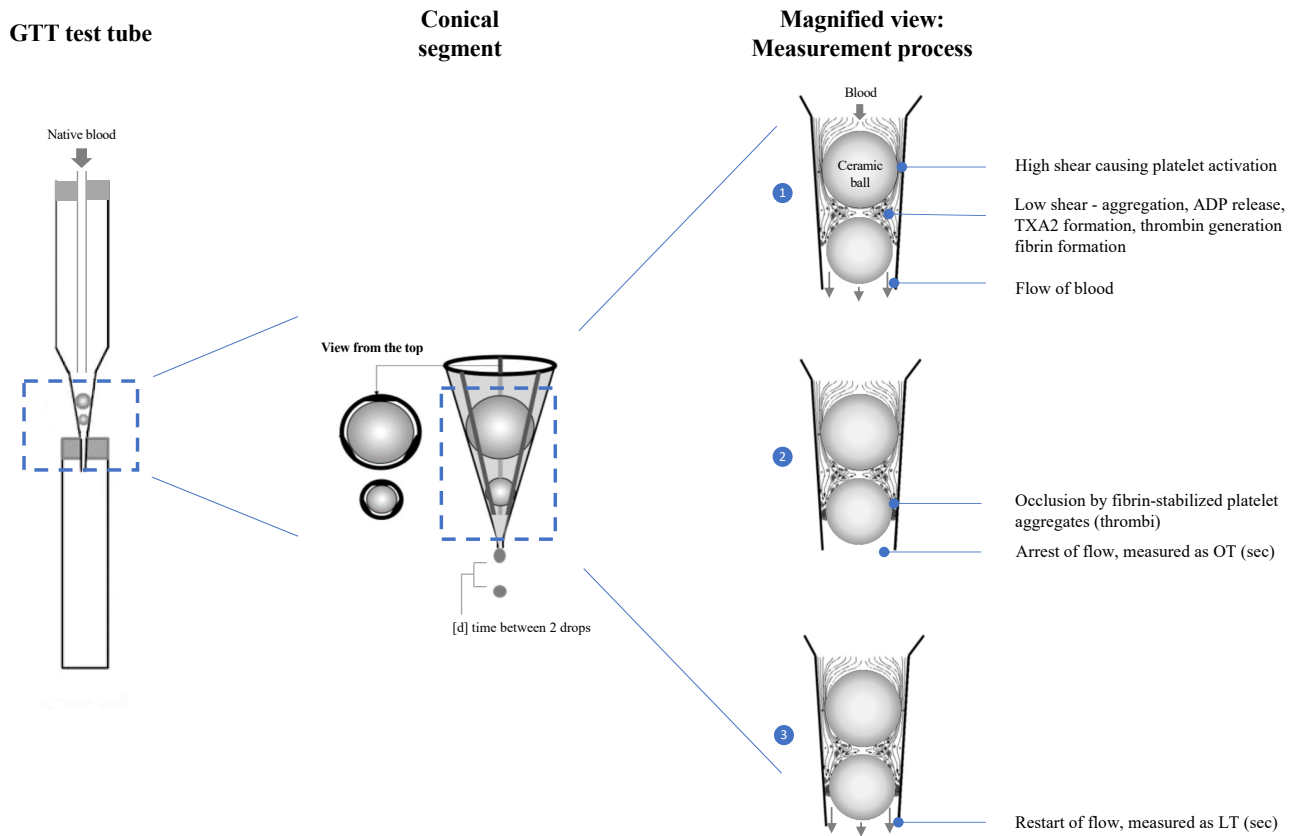 GTT test tube
Conical
segment
Magnified view:
Measurement process
Native blood
View from the top
[d] time between 2 drops
Blood
Ceramic
ball
1
High shear causing platelet activation
Low shear - aggregation, ADP release,
TXA2 formation, thrombin generation
fibrin formation
Flow of blood
2
Occlusion by fibrin-stabilized platelet
aggregates (thrombi)
Arrest of flow, measured as OT (sec)
3
Restart of flow, measured as LT (sec)